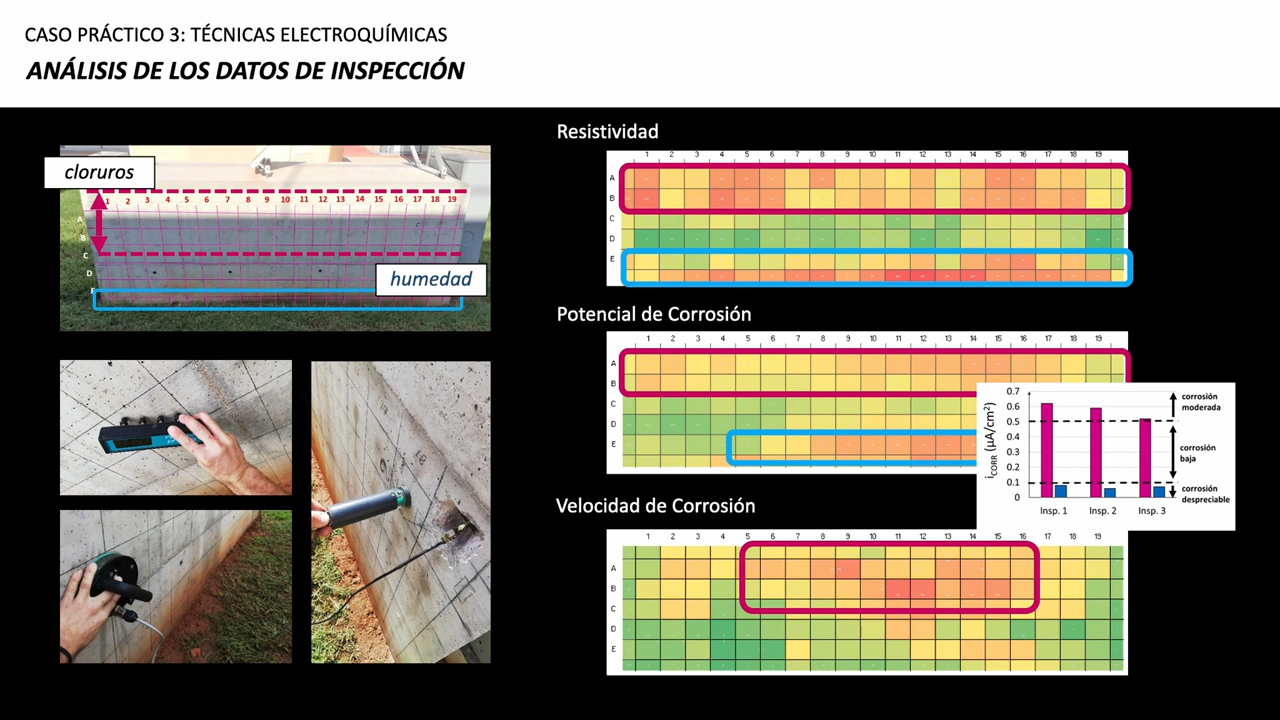 CASO PRÁCTICO 3: TÉCNICAS ELECTROQUÍMICAS
ANÁLISIS DE LOS DATOS DE INSPECCIÓN
cloruros
1 2 3 4 5 6 7 8 9 10 11 12 13 14 15 16 17 18 19
A
B
C
D
E
humedad
Resistividad
1 2 3 4 5 6 7 8 9 10 11 12 13 14 15 16 17 18 19
A
B
C
D
E
Potencial de Corrosión
1 2 3 4 5 6 7 8 9 10 11 12 13 14 15 16 17 18 19
A
B
C
D
E
iCORR (µA/cm²)
0.7
0.6
0.5
0.4
0.3
0.2
0.1
0
Insp. 1 Insp. 2 Insp. 3
corrosión
moderada
corrosión
baja
corrosión
despreciable
Velocidad de Corrosión
1 2 3 4 5 6 7 8 9 10 11 12 13 14 15 16 17 18 19
A
B
C
D
E